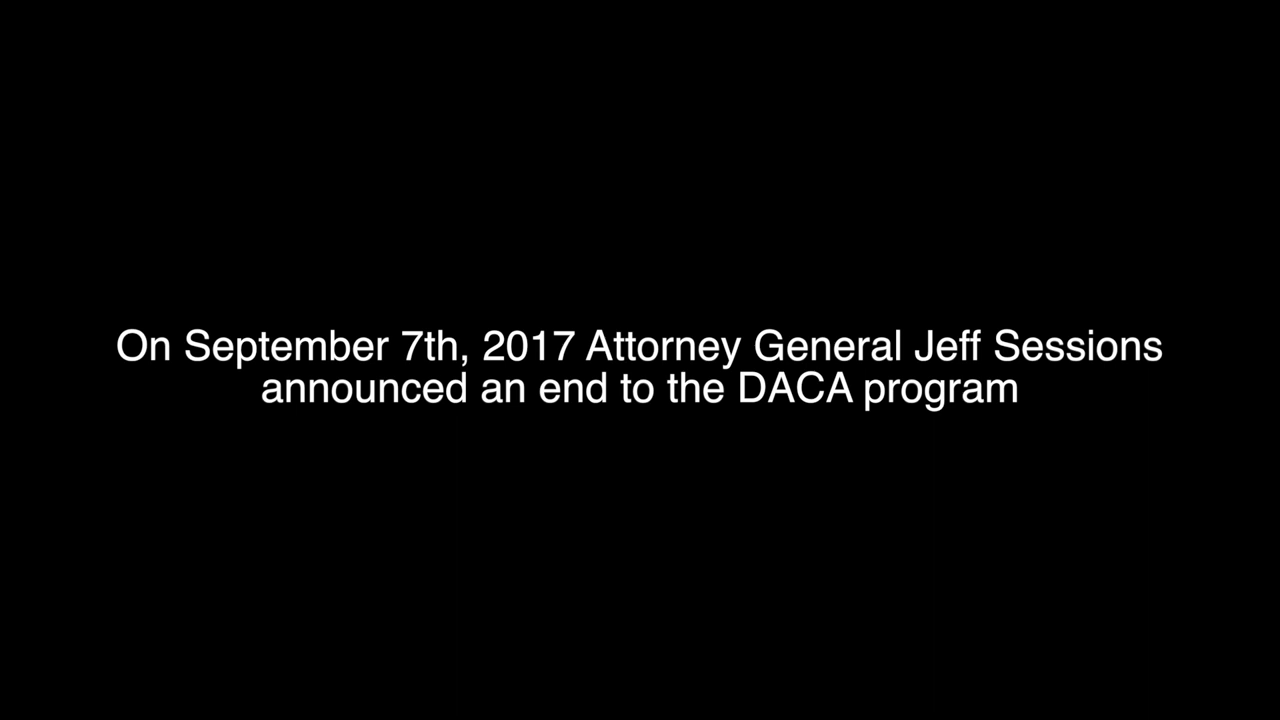 On September 7th, 2017 Attorney General Jeff Sessions
announced an end to the DACA program